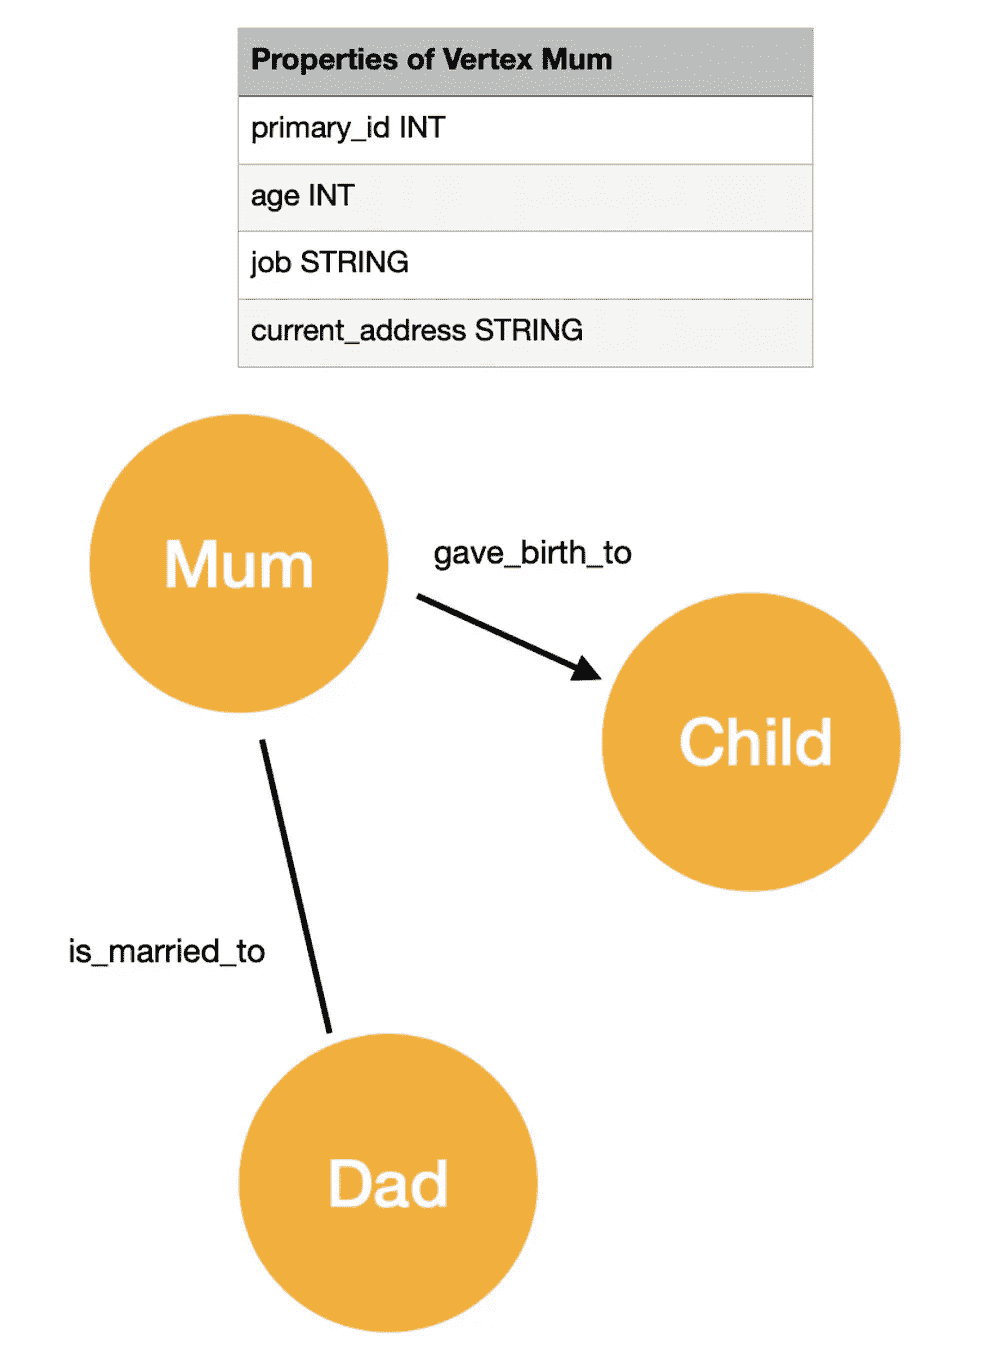 Properties of Vertex Mum
primary_id INT
age INT
job STRING
current_address STRING
Mum
gave_birth_to
Child
is_married_to
Dad